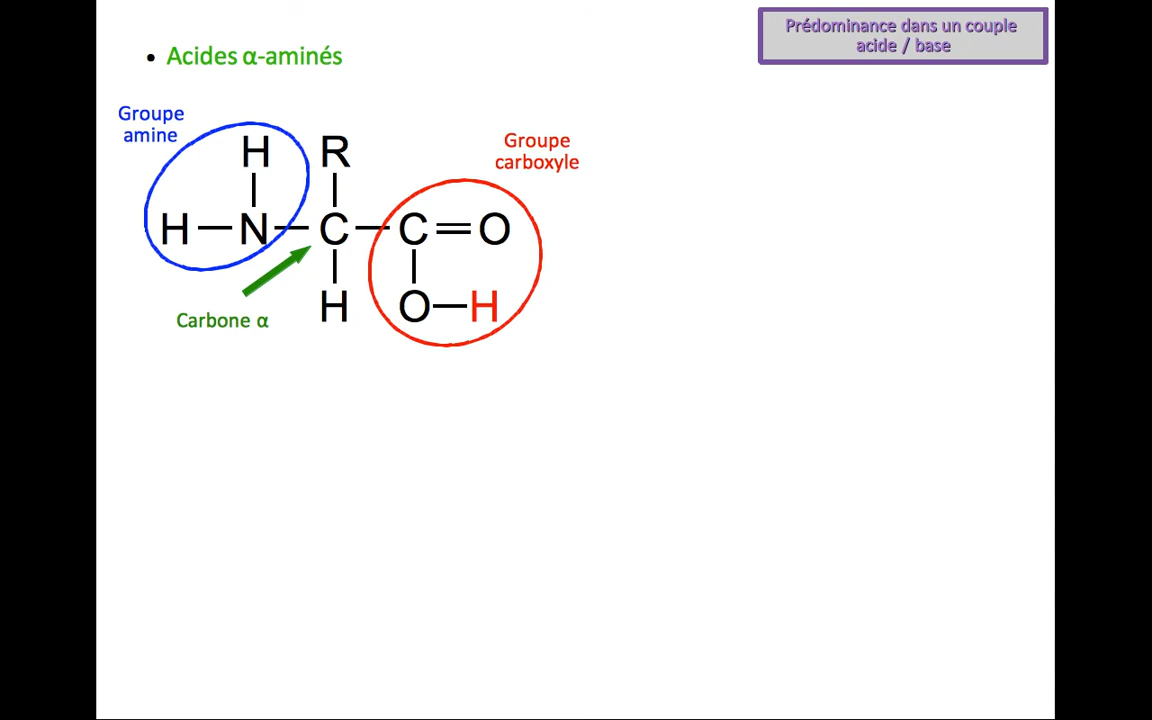 Prédominance dans un couple
acide / base
• Acides α-aminés
Groupe
amine
Groupe
carboxyle
H R
H N C C O
H O H
Carbone α